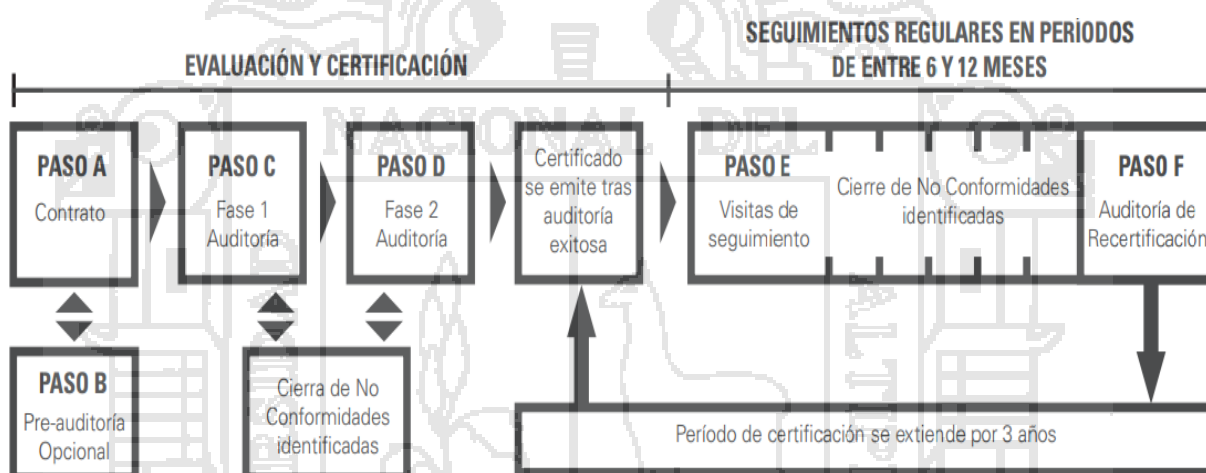 SEGUIMIENTOS REGULARES EN PERÍODOS
DE ENTRE 6 Y 12 MESES
EVALUACIÓN Y CERTIFICACIÓN
NACIONAL DEL
PASO A
Contrato
PASO C
Fase 1
Auditoría
PASO D
Fase 2
Auditoría
Certificado
se emite tras
auditoría
exitosa
PASO E
Visitas de
seguimiento
Cierre de No Conformidades
identificadas
PASO F
Auditoría de
Recertificación
PASO B
Pre-auditoría
Opcional
Cierra de No
Conformidades
identificadas
Período de certificación se extiende por 3 años